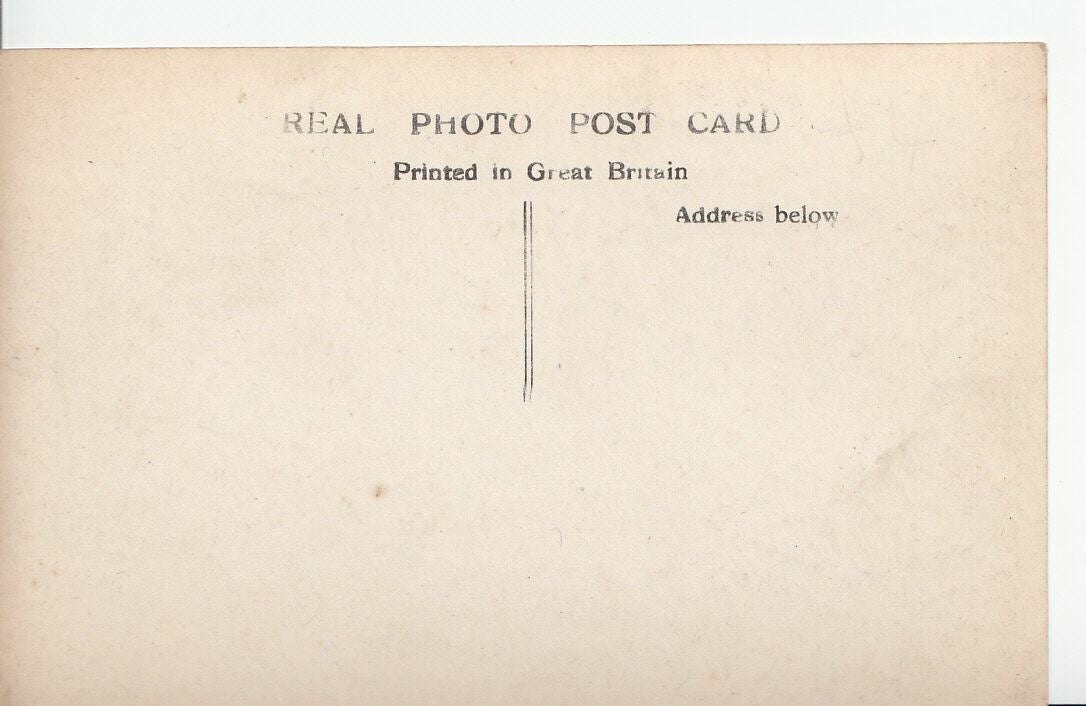 REAL PHOTO POST CARD
Printed in Great Britain
Address below